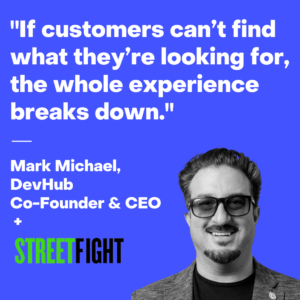 "If customers can’t find
what they’re looking for,
the whole experience
breaks down."
Mark Michael,
DevHub
Co-Founder & CEO
+
STREETFIGHT